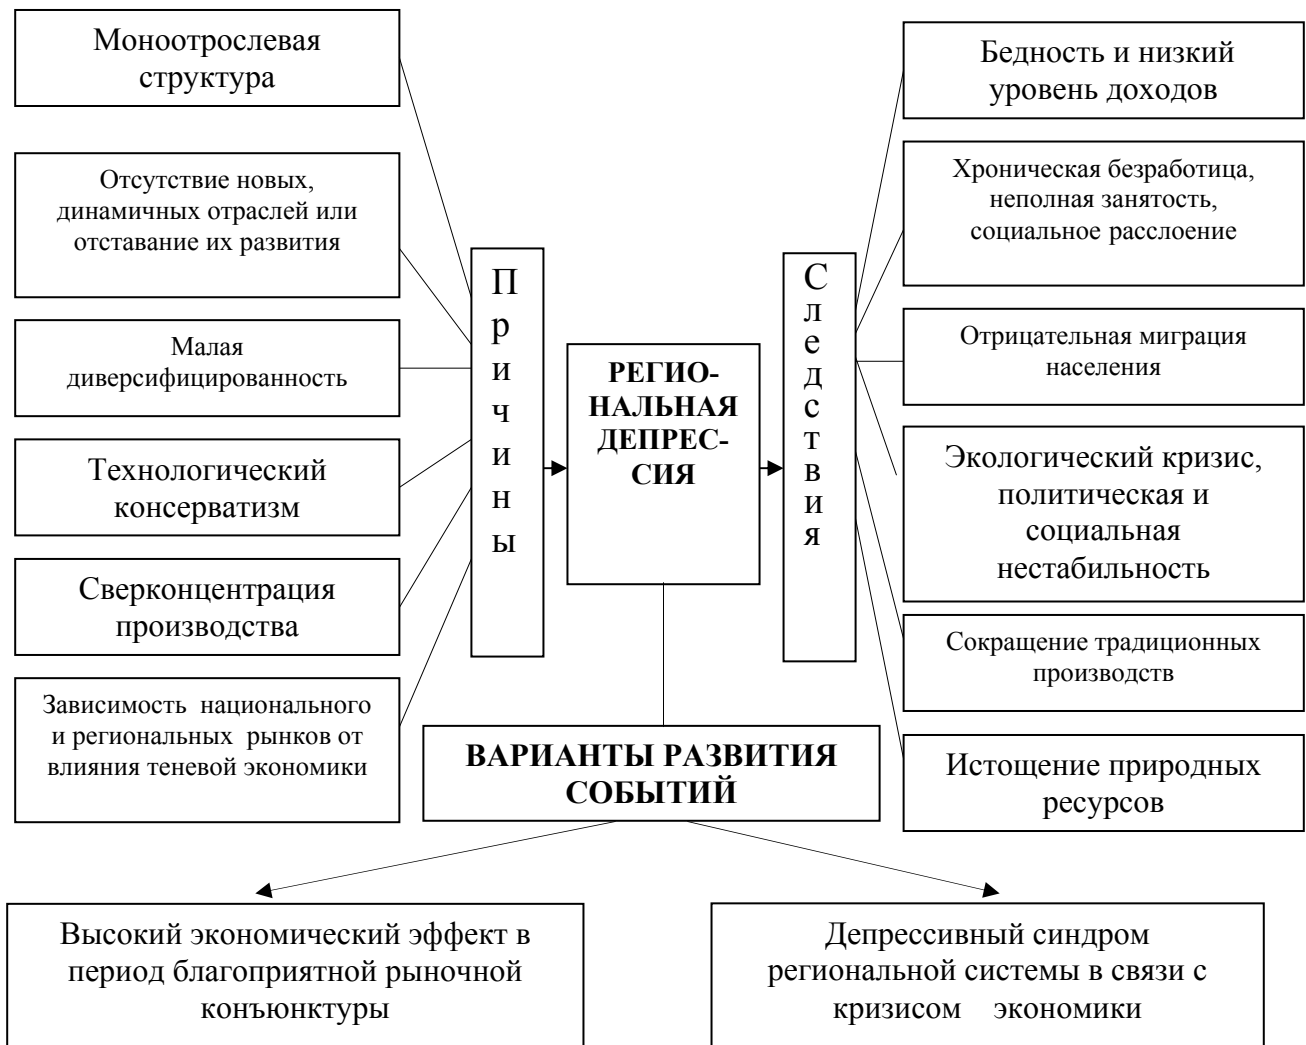 Моноотрослевая
структура
Отсутствие новых,
динамичных отраслей или
отставание их развития
Малая
диверсифицированность
Технологический
консерватизм
Сверконцентрация
производства
Зависимость национального
и региональных рынков от
влияния теневой экономики
Причины
РЕГИО-
НАЛЬНАЯ
ДЕПРЕС-
СИЯ
Следствия
Бедность и низкий
уровень доходов
Хроническая безработица,
неполная занятость,
социальное расслоение
Отрицательная миграция
населения
Экологический кризис,
политическая и
социальная
нестабильность
Сокращение традиционных
производств
Истощение природных
ресурсов
ВАРИАНТЫ РАЗВИТИЯ
СОБЫТИЙ
Высокий экономический эффект в
период благоприятной рыночной
конъюнктуры
Депрессивный синдром
региональной системы в связи с
кризисом экономики